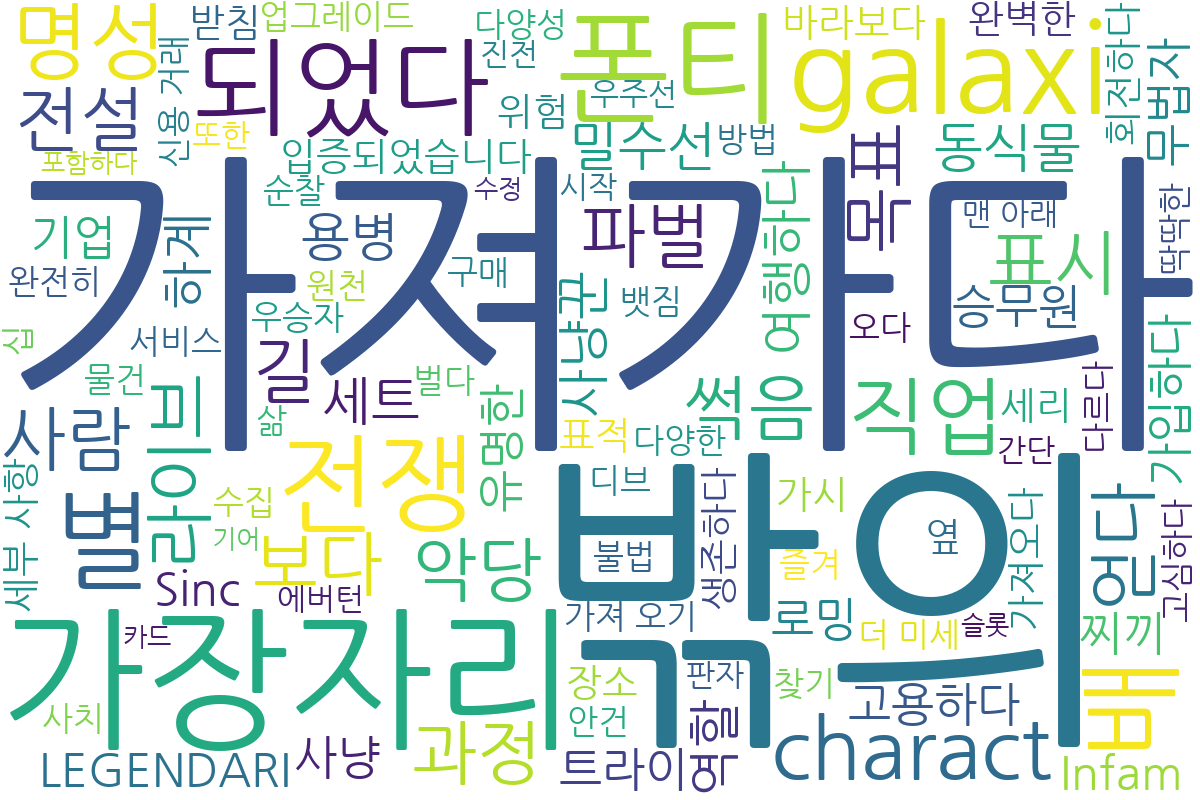 명성
받침
업그레이드
되었다
다양성
진전
폰티
바라보다
완벽한
galaxi
회전하다
무법자
전설
신용 거래
또한
입증되었습니다
위험
우주선
밀수선
방법
목표
동식물
포함하다
순찰
수정
시작
가져가다
기업
하게
용병
파벌
여행하다
맨 아래
딱딱한
표시
완전히
원천
구매
뱃짐
사냥꾼
오다
승무원
십
서비스
우승자
길
세트
벌다
물건
사람
라이브
삶
유명한
썩음
직업
세리
다르다
가입하다
표적
다양한
간단
전쟁
별
세부 사항
수집
기어
보다
악당
디브
불법
생존하다
가시
즐겨
옆
박의
가져오다
얻다
고심하다
Sinc
에버턴
가져 오기
로밍
더 미세
슬롯
찌끼
가장자리
카드
사치
과정
장소
안건
판자
역할
찾기
고용하다
배
LEGENDARI
사냥
트라이
charact
Infam